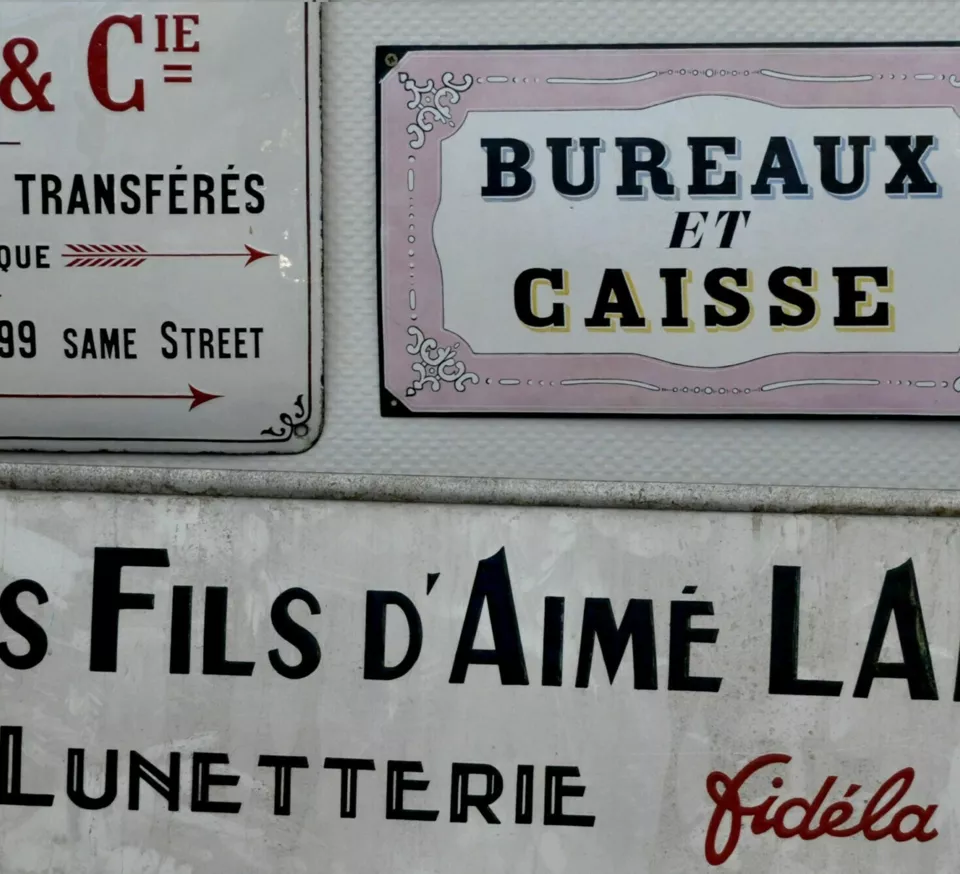 & CIE
TRANSFÉRÉS
QUE
99 SAME STREET
BUREAUX
ET
CAISSE
S FILS D'AIMÉ LA
LUNETTERIE fidéla